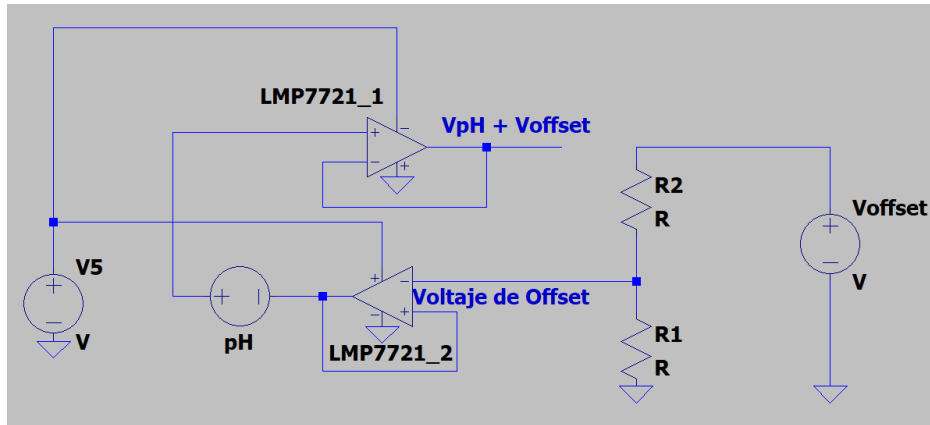 LMP7721_1
VpH + Voffset
R2
R
Voffset
V
V5
V
pH
Voltaje de Offset
LMP7721_2
R1
R